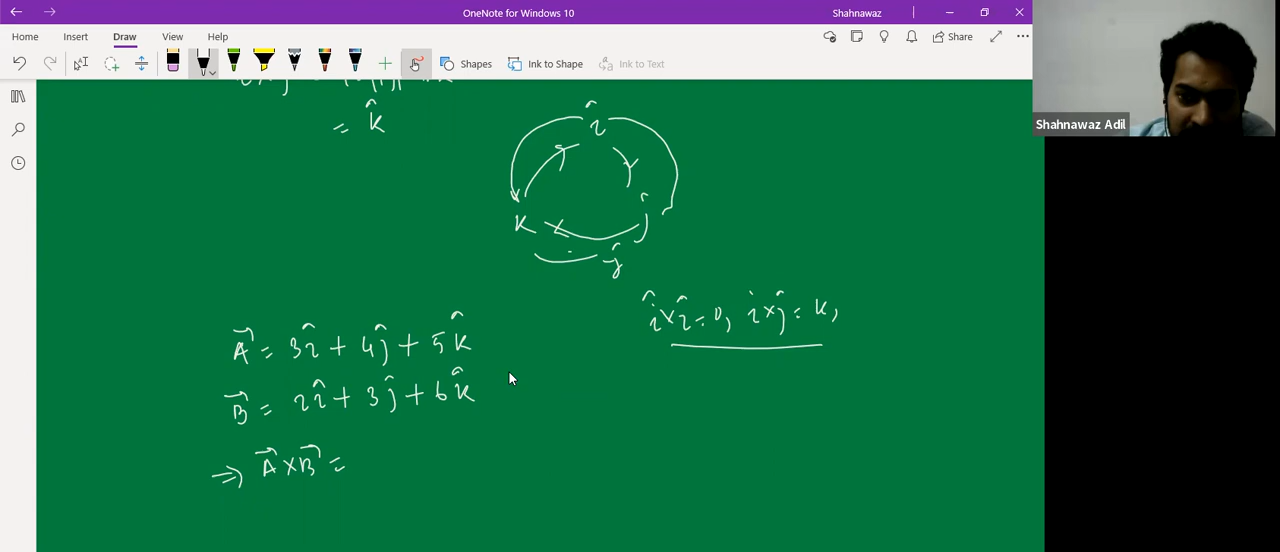 OneNote for Windows 10
Shahnawaz
Home Insert Draw View Help
Share
Shapes Ink to Shape Ink to Text
= k̂
î
ĵ
k
ĵ
î×î=0, i×ĵ=k,
A⃗ = 3î + 4ĵ + 5k̂
B⃗ = 2î + 3ĵ + 6k̂
⇒ A⃗×B⃗ =
Shahnawaz Adil